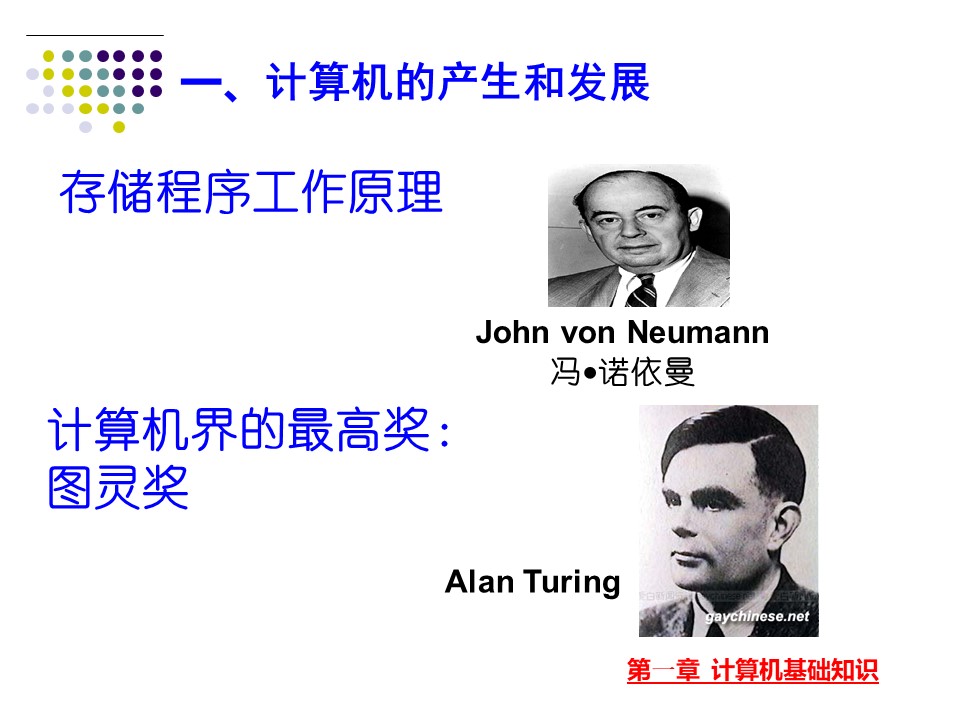 一、计算机的产生和发展
存储程序工作原理
John von Neumann
冯•诺依曼
计算机界的最高奖：
图灵奖
Alan Turing
gaychinese.net
第一章 计算机基础知识